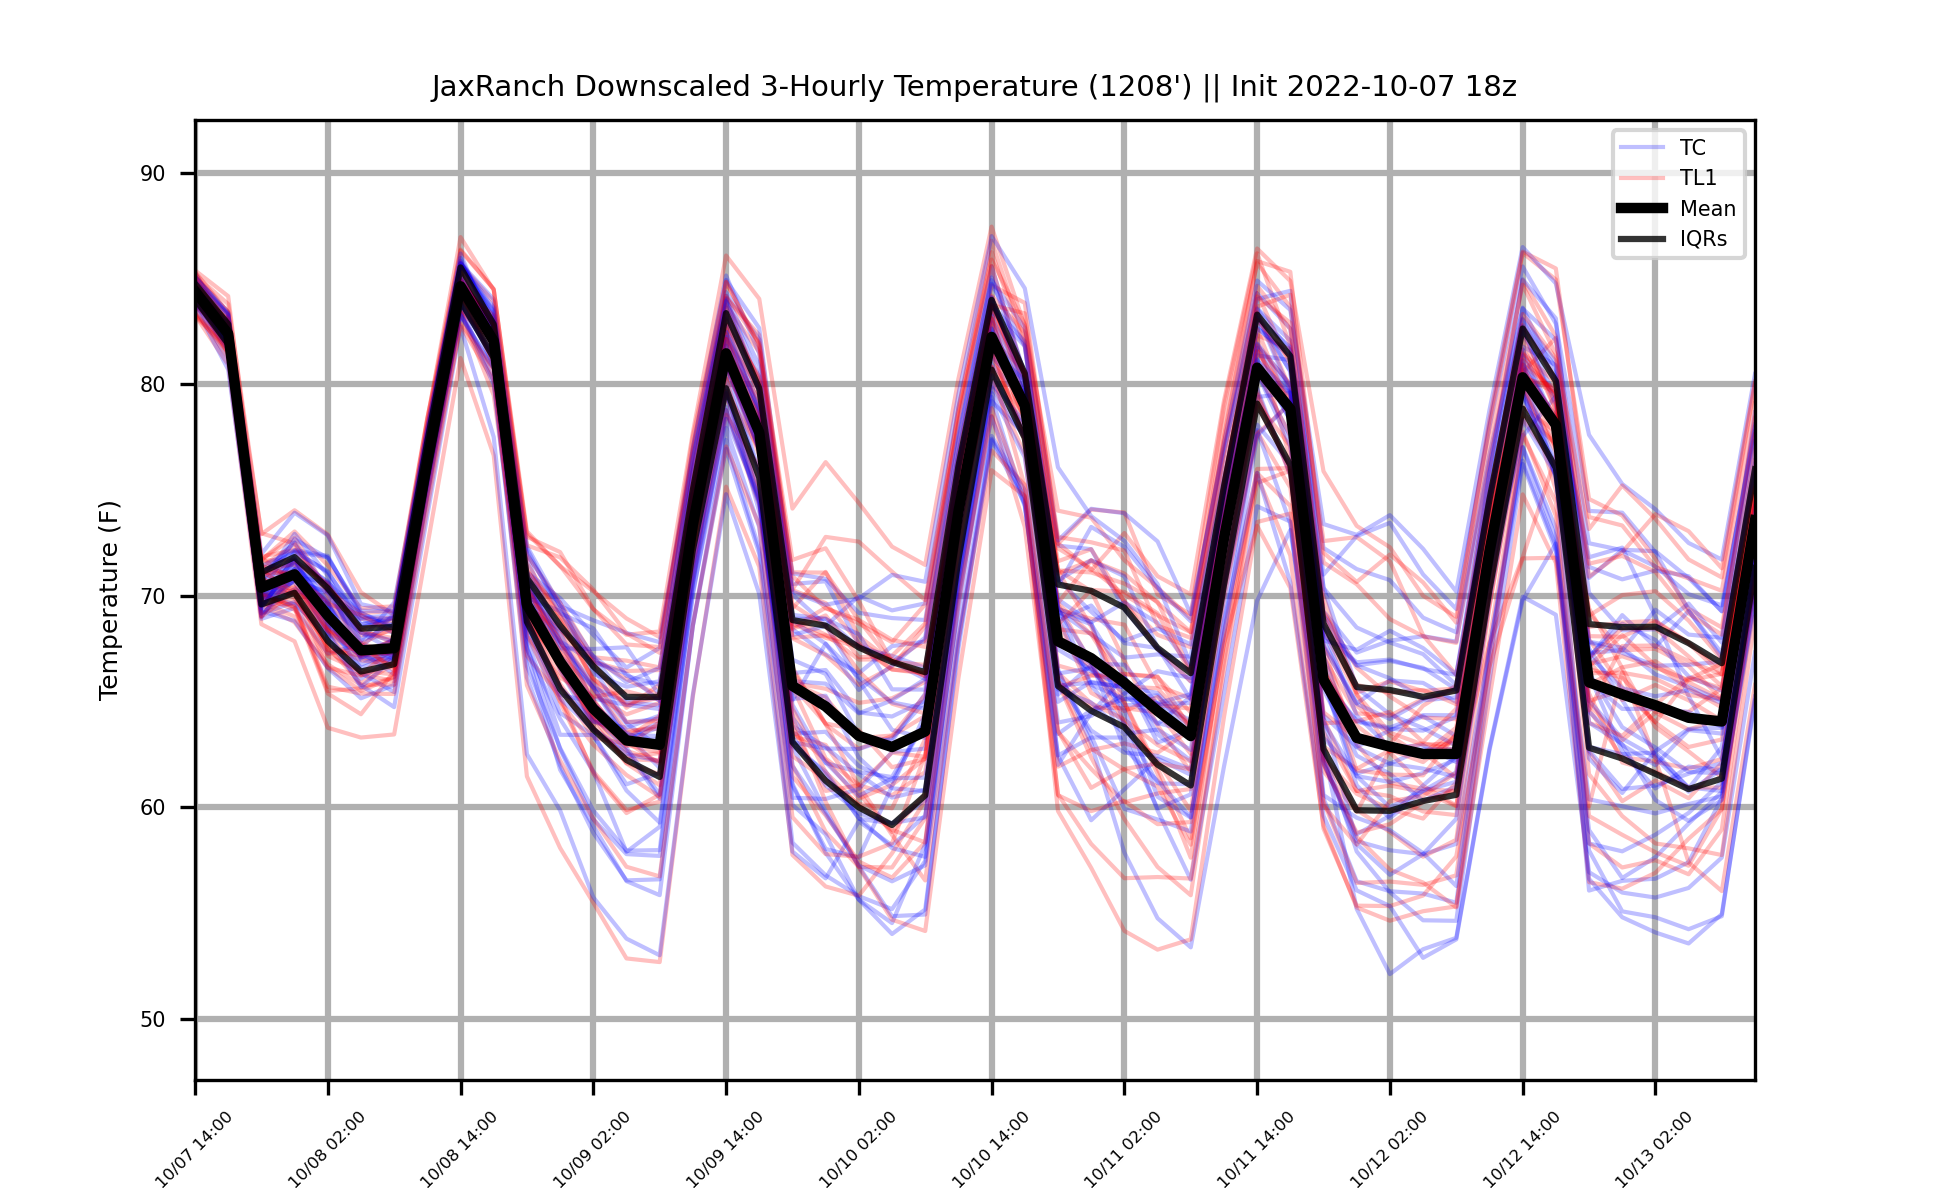 JaxRanch Downscaled 3-Hourly Temperature (1208') || Init 2022-10-07 18z
TC
TL1
Mean
IQRs
Temperature (F)
90
80
70
60
50
10/07 14:00
10/08 02:00
10/08 14:00
10/09 02:00
10/09 14:00
10/10 02:00
10/10 14:00
10/11 02:00
10/11 14:00
10/12 02:00
10/12 14:00
10/13 02:00